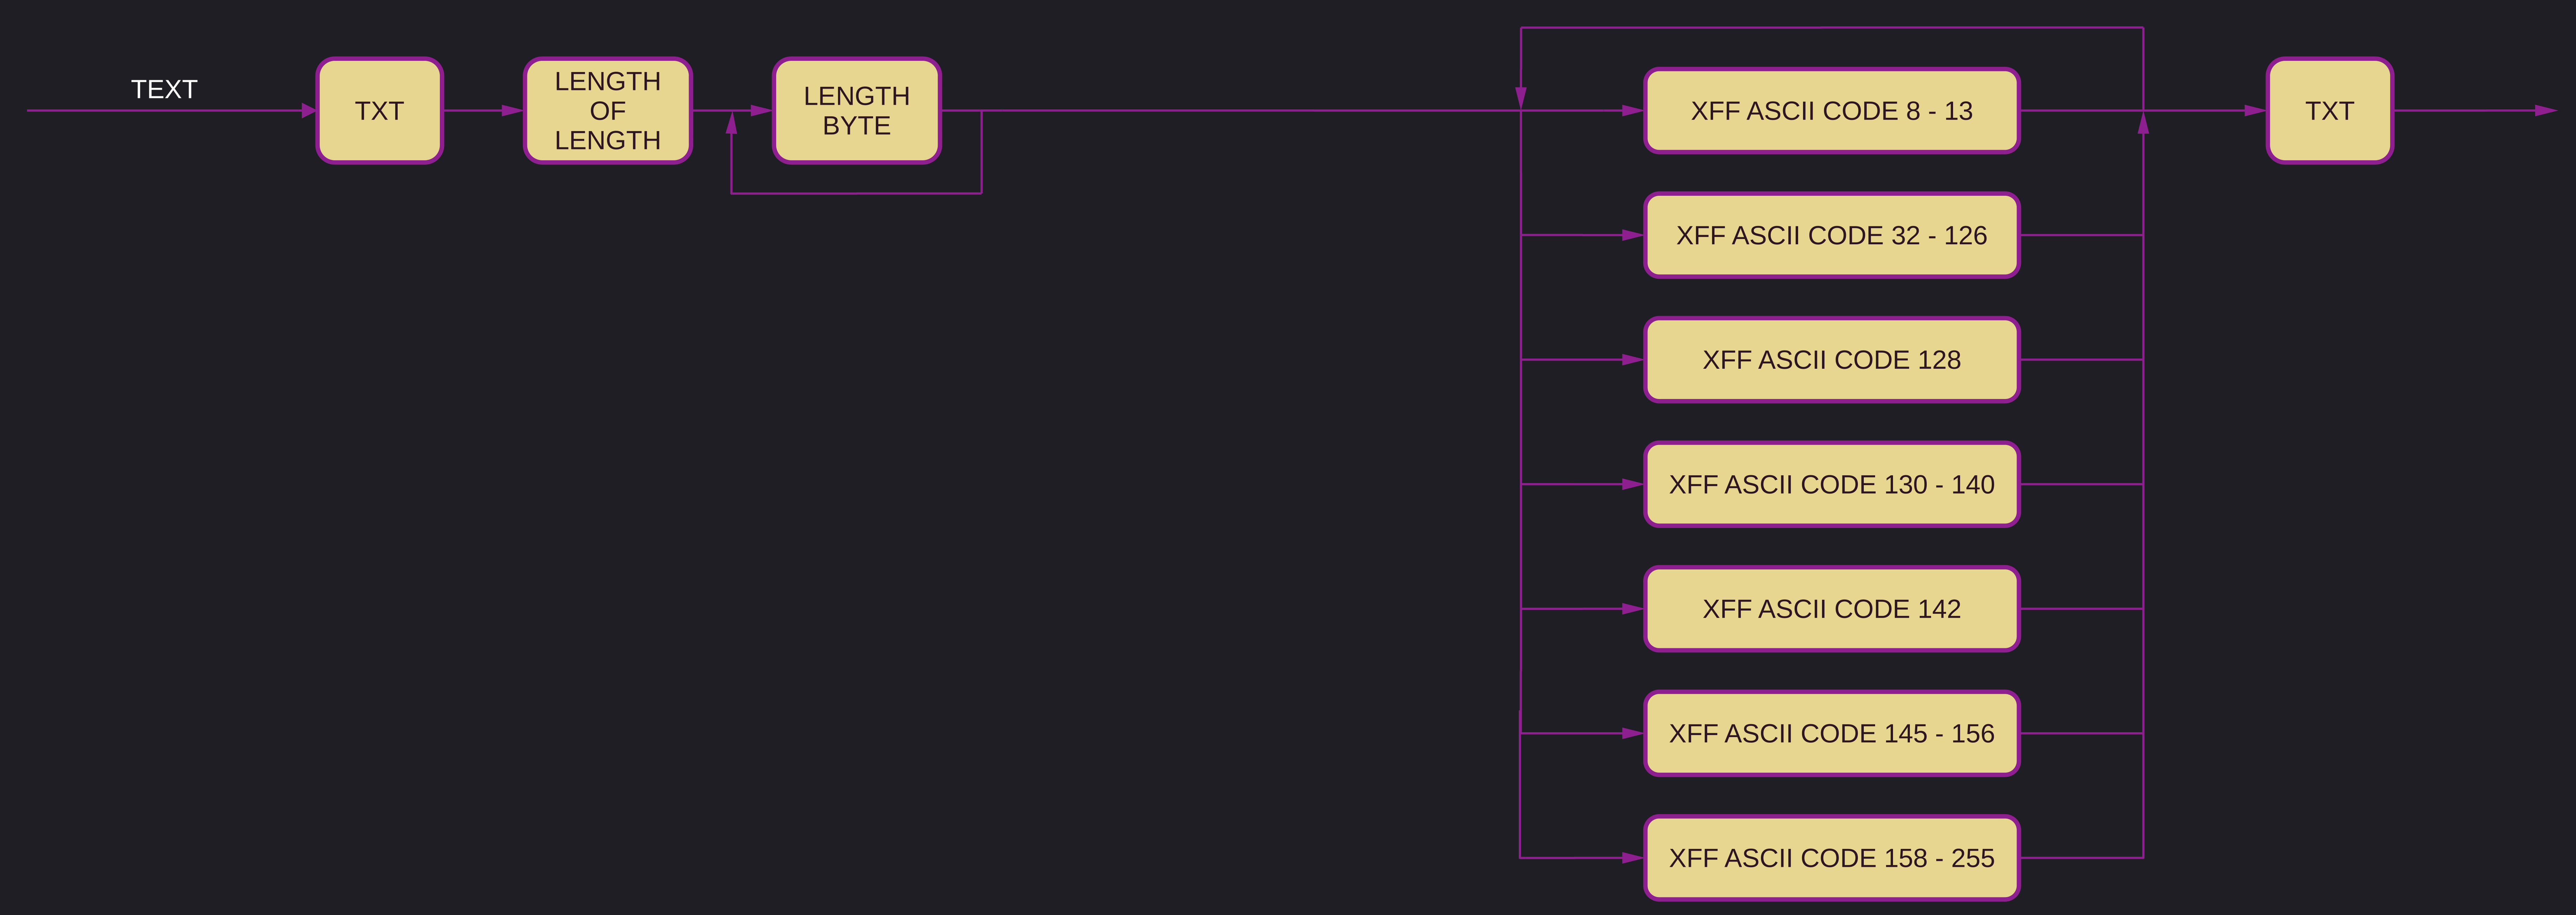 TEXT
TXT
LENGTH
OF
LENGTH
LENGTH
BYTE
XFF ASCII CODE 8 - 13
TXT
XFF ASCII CODE 32 - 126
XFF ASCII CODE 128
XFF ASCII CODE 130 - 140
XFF ASCII CODE 142
XFF ASCII CODE 145 - 156
XFF ASCII CODE 158 - 255